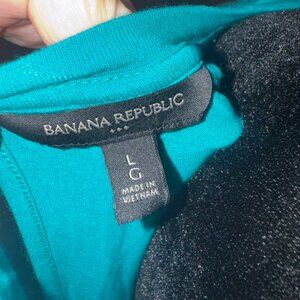 BANANA REPUBLIC
L
G
MADE IN
VIETNAM